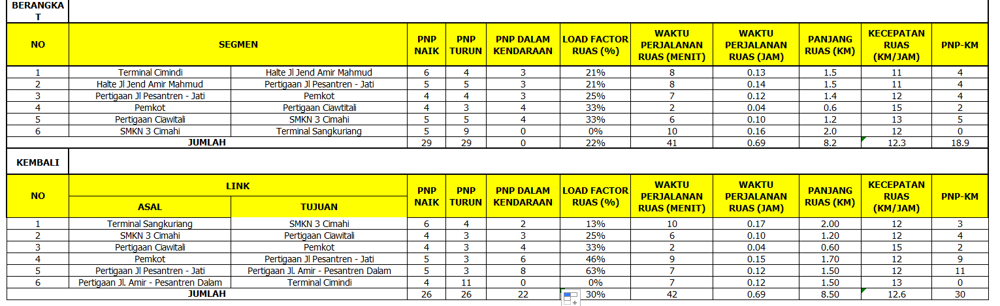 BERANGKA
T
NO SEGMEN PNP NAIK PNP TURUN PNP DALAM KENDARAAN LOAD FACTOR RUAS (%) WAKTU PERJALANAN RUAS (MENIT) WAKTU PERJALANAN RUAS (JAM) PANJANG RUAS (KM) KECEPATAN RUAS (KM/JAM) PNP-KM
1 Terminal Cimindi Halte Jl Jend Amir Mahmud 6 4 3 21% 8 0.13 1.5 11 4
2 Halte Jl Jend Amir Mahmud Pertigaan Jl Pesantren - Jati 5 5 3 21% 8 0.14 1.5 11 4
3 Pertigaan Jl Pesantren - Jati Pemkot 4 4 3 25% 7 0.12 1.4 12 4
4 Pemkot Pertigaan Ciawtitali 4 3 4 33% 2 0.04 0.6 15 2
5 Pertigaan Ciawitali SMKN 3 Cimahi 5 5 4 33% 6 0.10 1.2 13 5
6 SMKN 3 Cimahi Terminal Sangkuriang 5 9 0 0% 10 0.16 2.0 12 0
JUMLAH 29 29 0 22% 41 0.69 8.2 12.3 18.9
KEMBALI
NO LINK PNP NAIK PNP TURUN PNP DALAM KENDARAAN LOAD FACTOR RUAS (%) WAKTU PERJALANAN RUAS (MENIT) WAKTU PERJALANAN RUAS (JAM) PANJANG RUAS (KM) KECEPATAN RUAS (KM/JAM) PNP-KM
ASAL TUJUAN
1 Terminal Sangkuriang SMKN 3 Cimahi 6 4 2 13% 10 0.17 2.00 12 3
2 SMKN 3 Cimahi Pertigaan Ciawitali 4 3 3 25% 6 0.10 1.20 12 4
3 Pertigaan Ciawitali Pemkot 4 3 4 33% 2 0.04 0.60 15 2
4 Pemkot Pertigaan Jl Pesantren - Jati 5 3 6 46% 9 0.15 1.70 12 9
5 Pertigaan Jl Pesantren - Jati Pertigaan Jl. Amir - Pesantren Dalam 5 3 8 63% 7 0.12 1.50 12 11
6 Pertigaan Jl. Amir - Pesantren Dalam Terminal Cimindi 4 11 0 0% 7 0.12 1.50 13 0
JUMLAH 26 26 22 30% 42 0.69 8.50 12.6 30